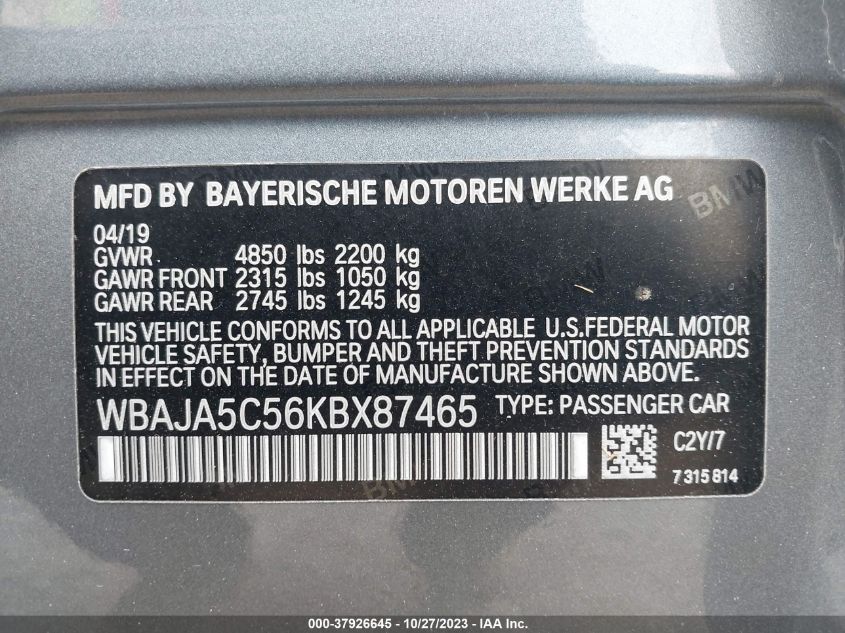 MFD BY BAYERISCHE MOTOREN WERKE AG
BMW
04/19
GVWR 4850 lbs 2200 kg
GAWR FRONT 2315 lbs 1050 kg
GAWR REAR 2745 lbs 1245 kg
THIS VEHICLE CONFORMS TO ALL APPLICABLE U.S.FEDERAL MOTOR
VEHICLE SAFETY, BUMPER AND THEFT PREVENTION STANDARDS
IN EFFECT ON THE DATE OF MANUFACTURE SHOWN ABOVE.
WBAJA5C56KBX87465 TYPE: PASSENGER CAR
C2Y/7
7 315 814
000-37926645 - 10/27/2023 - IAA Inc.